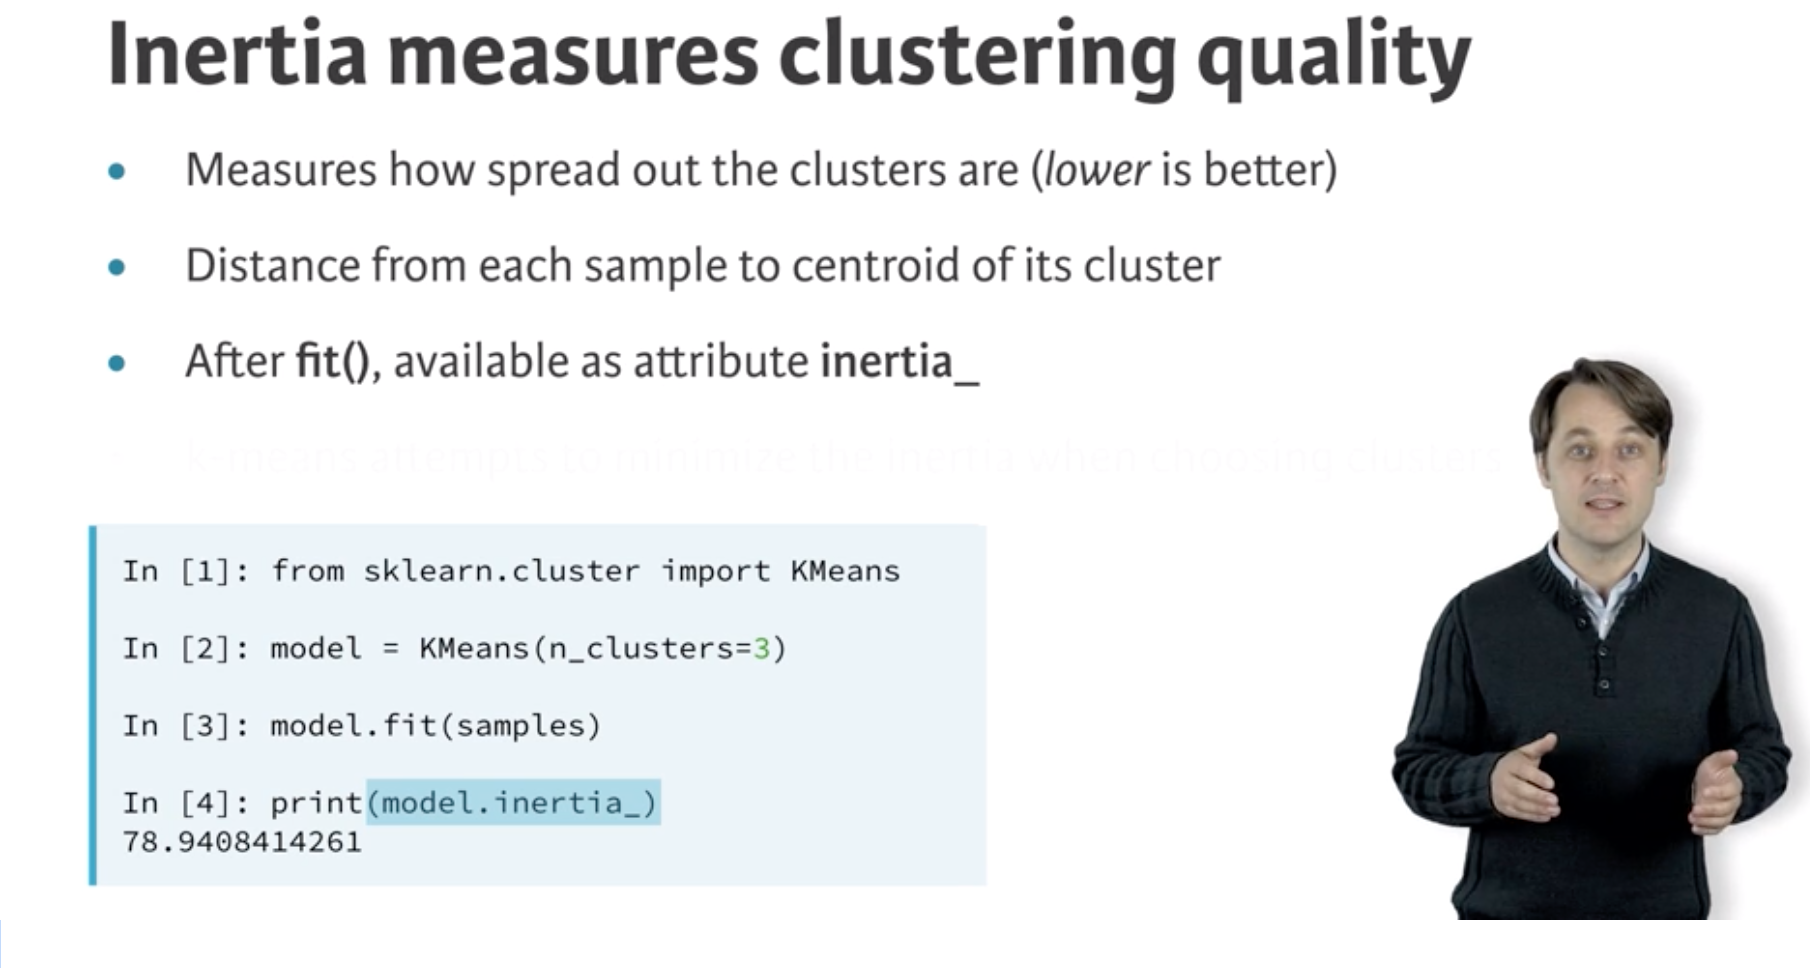 Inertia measures clustering quality
• Measures how spread out the clusters are (lower is better)
• Distance from each sample to centroid of its cluster
• After fit(), available as attribute inertia_
• k-means attempts to minimize the inertia when choosing clusters
In [1]: from sklearn.cluster import KMeans
In [2]: model = KMeans(n_clusters=3)
In [3]: model.fit(samples)
In [4]: print(model.inertia_)
78.9408414261